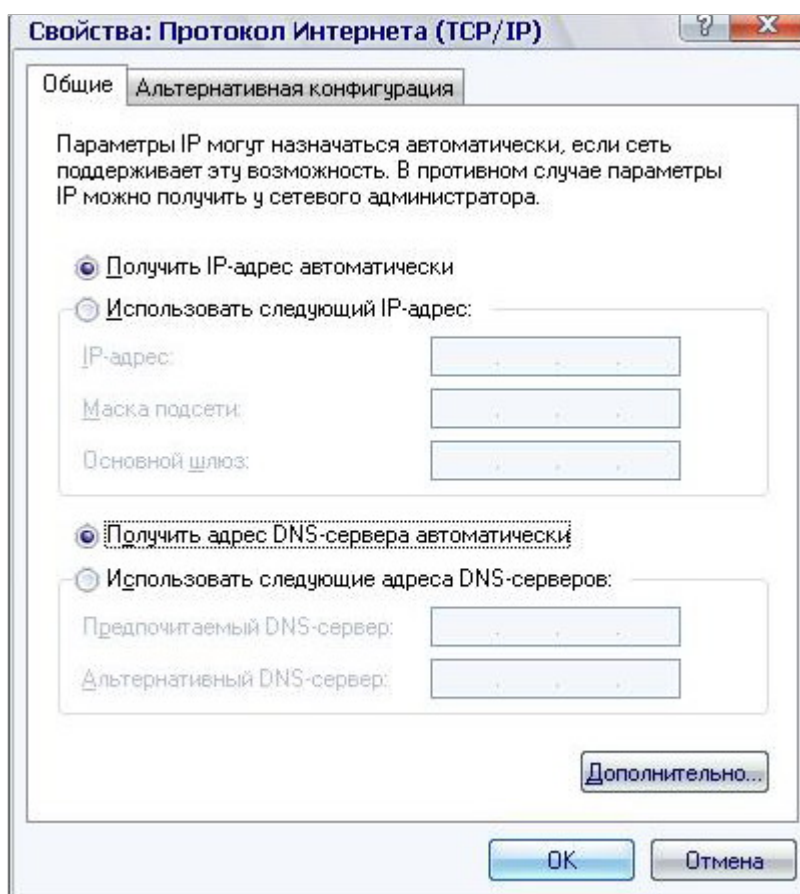 Свойства: Протокол Интернета (TCP/IP)
? X
Общие
Альтернативная конфигурация
Параметры IP могут назначаться автоматически, если сеть
поддерживает эту возможность. В противном случае параметры
IP можно получить у сетевого администратора.
Получить IP-адрес автоматически
Использовать следующий IP-адрес:
IP-адрес:
Маска подсети:
Основной шлюз:
Получить адрес DNS-сервера автоматически
Использовать следующие адреса DNS-серверов:
Предпочитаемый DNS-сервер:
Альтернативный DNS-сервер:
Дополнительно...
OK
Отмена